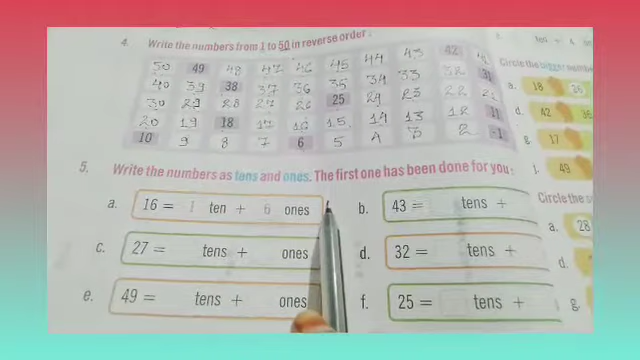 4. Write the numbers from 1 to 50 in reverse order :
50 49 48 47 46 45 44 43 42
40 39 38 37 36 35 34 33 32 31
30 29 28 27 26 25 24 23 22 21
20 19 18 17 16 15 14 13 12 11
10 9 8 7 6 5 4 3 2 1
5. Write the numbers as tens and ones. The first one has been done for you :
a. 16 = 1 ten + 6 ones
b. 43 = tens +
c. 27 = tens + ones
d. 32 = tens +
e. 49 = tens + ones
f. 25 = tens +
ten +
Circle the bigger
a. 18 36
d. 42 36
g. 17
j. 49
Circle the
a. 28
d.
g.